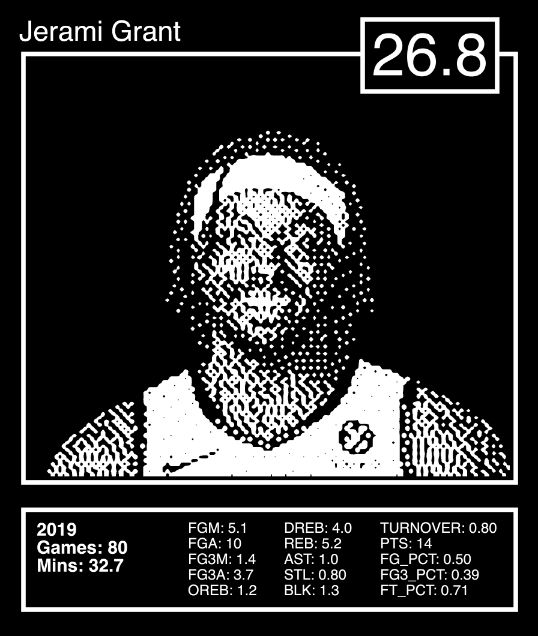 Jerami Grant
26.8
2019
Games: 80
Mins: 32.7
FGM: 5.1
FGA: 10
FG3M: 1.4
FG3A: 3.7
OREB: 1.2
DREB: 4.0
REB: 5.2
AST: 1.0
STL: 0.80
BLK: 1.3
TURNOVER: 0.80
PTS: 14
FG_PCT: 0.50
FG3_PCT: 0.39
FT_PCT: 0.71